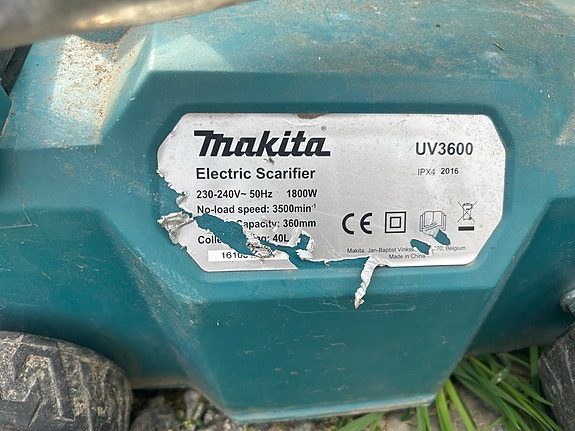 makita®
UV3600
Electric Scarifier
IPX4 2016
230-240V~ 50Hz 1800W
No-load speed: 3500min-1
Capacity: 360mm
40L
CE
Makita, Jan-Baptist Belgium
Made in China